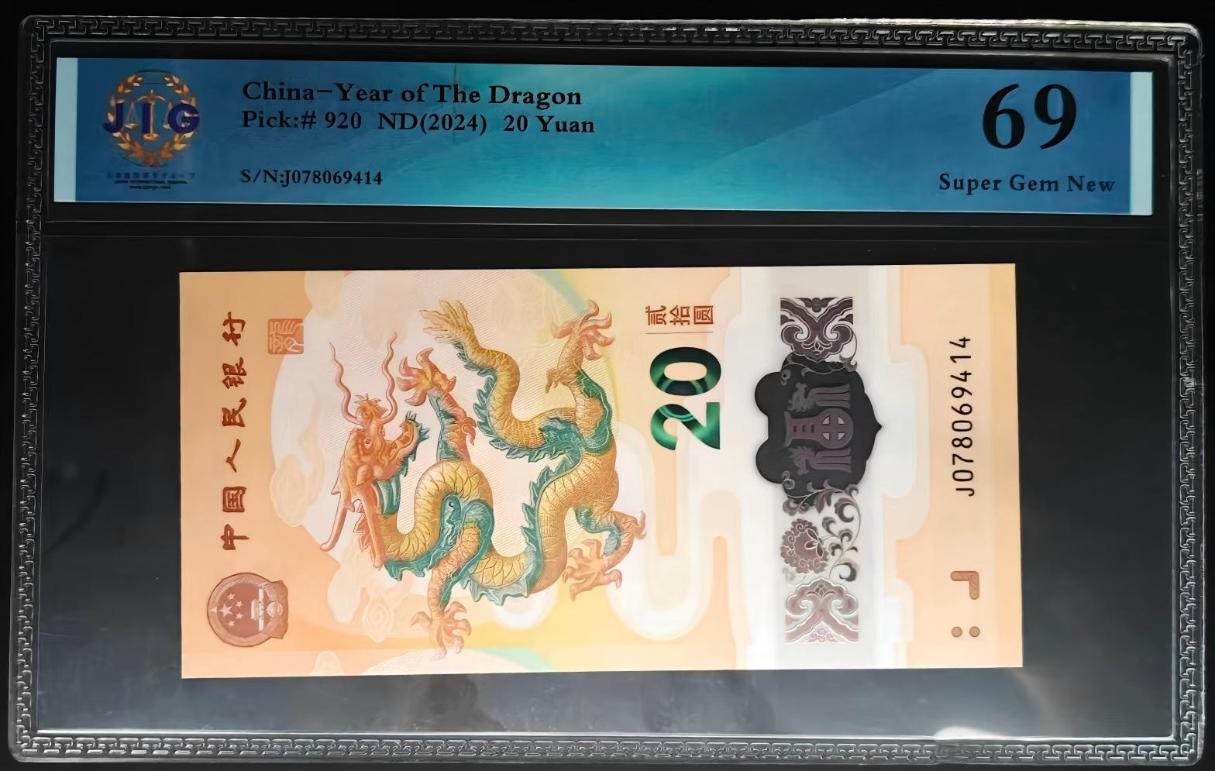 JIG
China-Year of The Dragon
Pick:# 920 ND(2024) 20 Yuan
S/N:J078069414
69
Super Gem New
中国人民银行
贰拾圆
20
J078069414